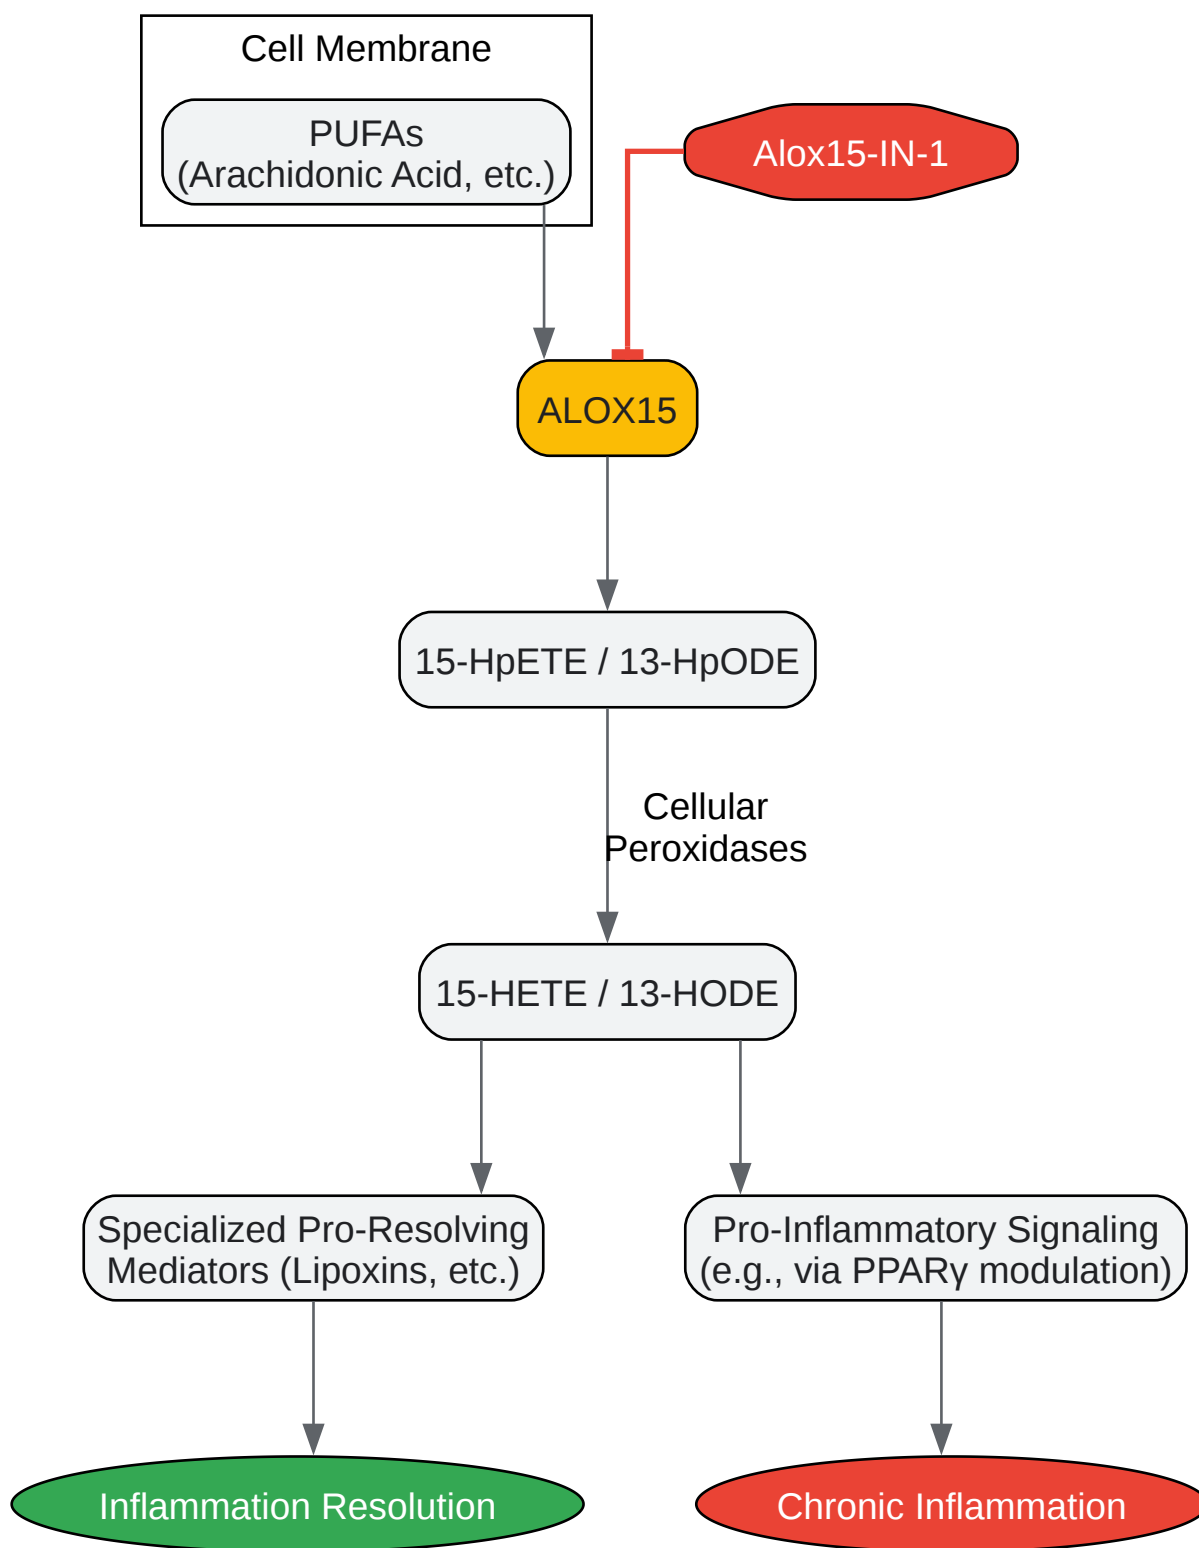 Cell Membrane
PUFAs
(Arachidonic Acid, etc.)
Alox15-IN-1
ALOX15
15-HpETE / 13-HpODE
Cellular
Peroxidases
15-HETE / 13-HODE
Specialized Pro-Resolving
Mediators (Lipoxins, etc.)
Pro-Inflammatory Signaling
(e.g., via PPARγ modulation)
Inflammation Resolution
Chronic Inflammation